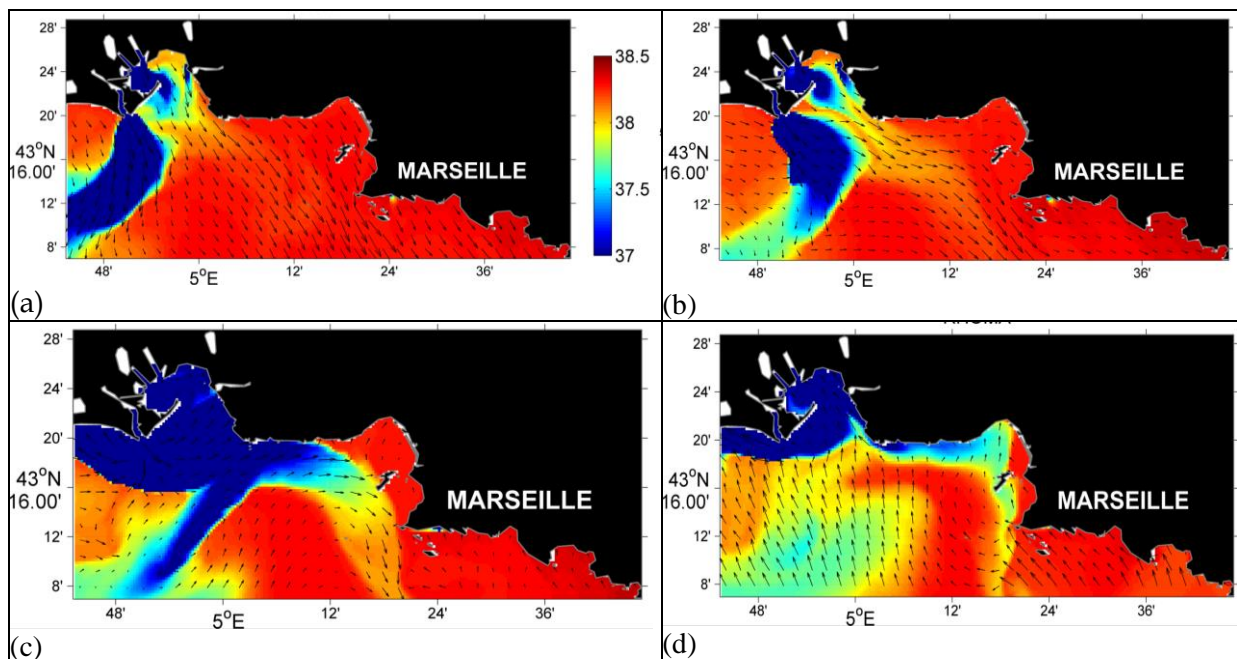 28'
24'
20'
43°N
16.00'
12'
8'
MARSEILLE
48'
5°E
12'
24'
36'
38.5
38
37.5
37
(a)
28'
24'
20'
43°N
16.00'
12'
8'
MARSEILLE
48'
5°E
12'
24'
36'
(b)
28'
24'
20'
43°N
16.00'
12'
8'
MARSEILLE
48'
5°E
12'
24'
36'
(c)
28'
24'
20'
43°N
16.00'
12'
8'
MARSEILLE
48'
5°E
12'
24'
36'
(d)